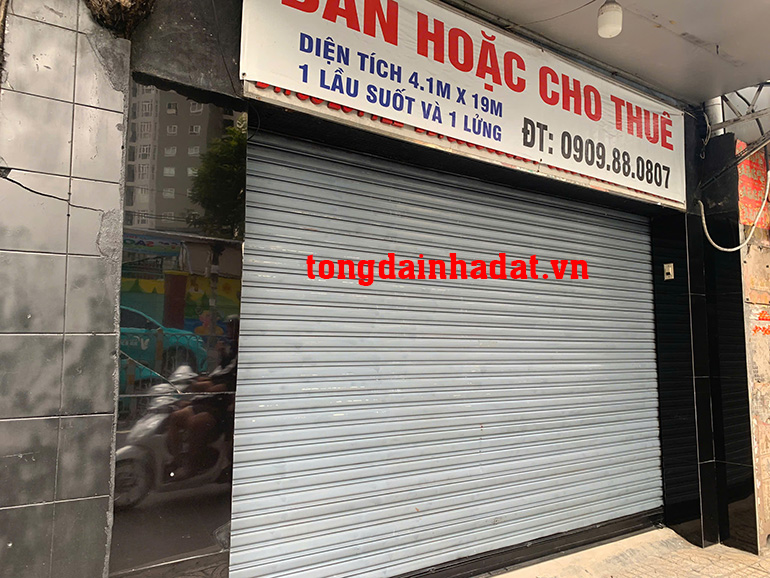 BÁN HOẶC CHO THUÊ
DIỆN TÍCH 4.1M X 19M
1 LẦU SUỐT VÀ 1 LỬNG
ĐT: 0909.88.0807
tongdainhadat.vn